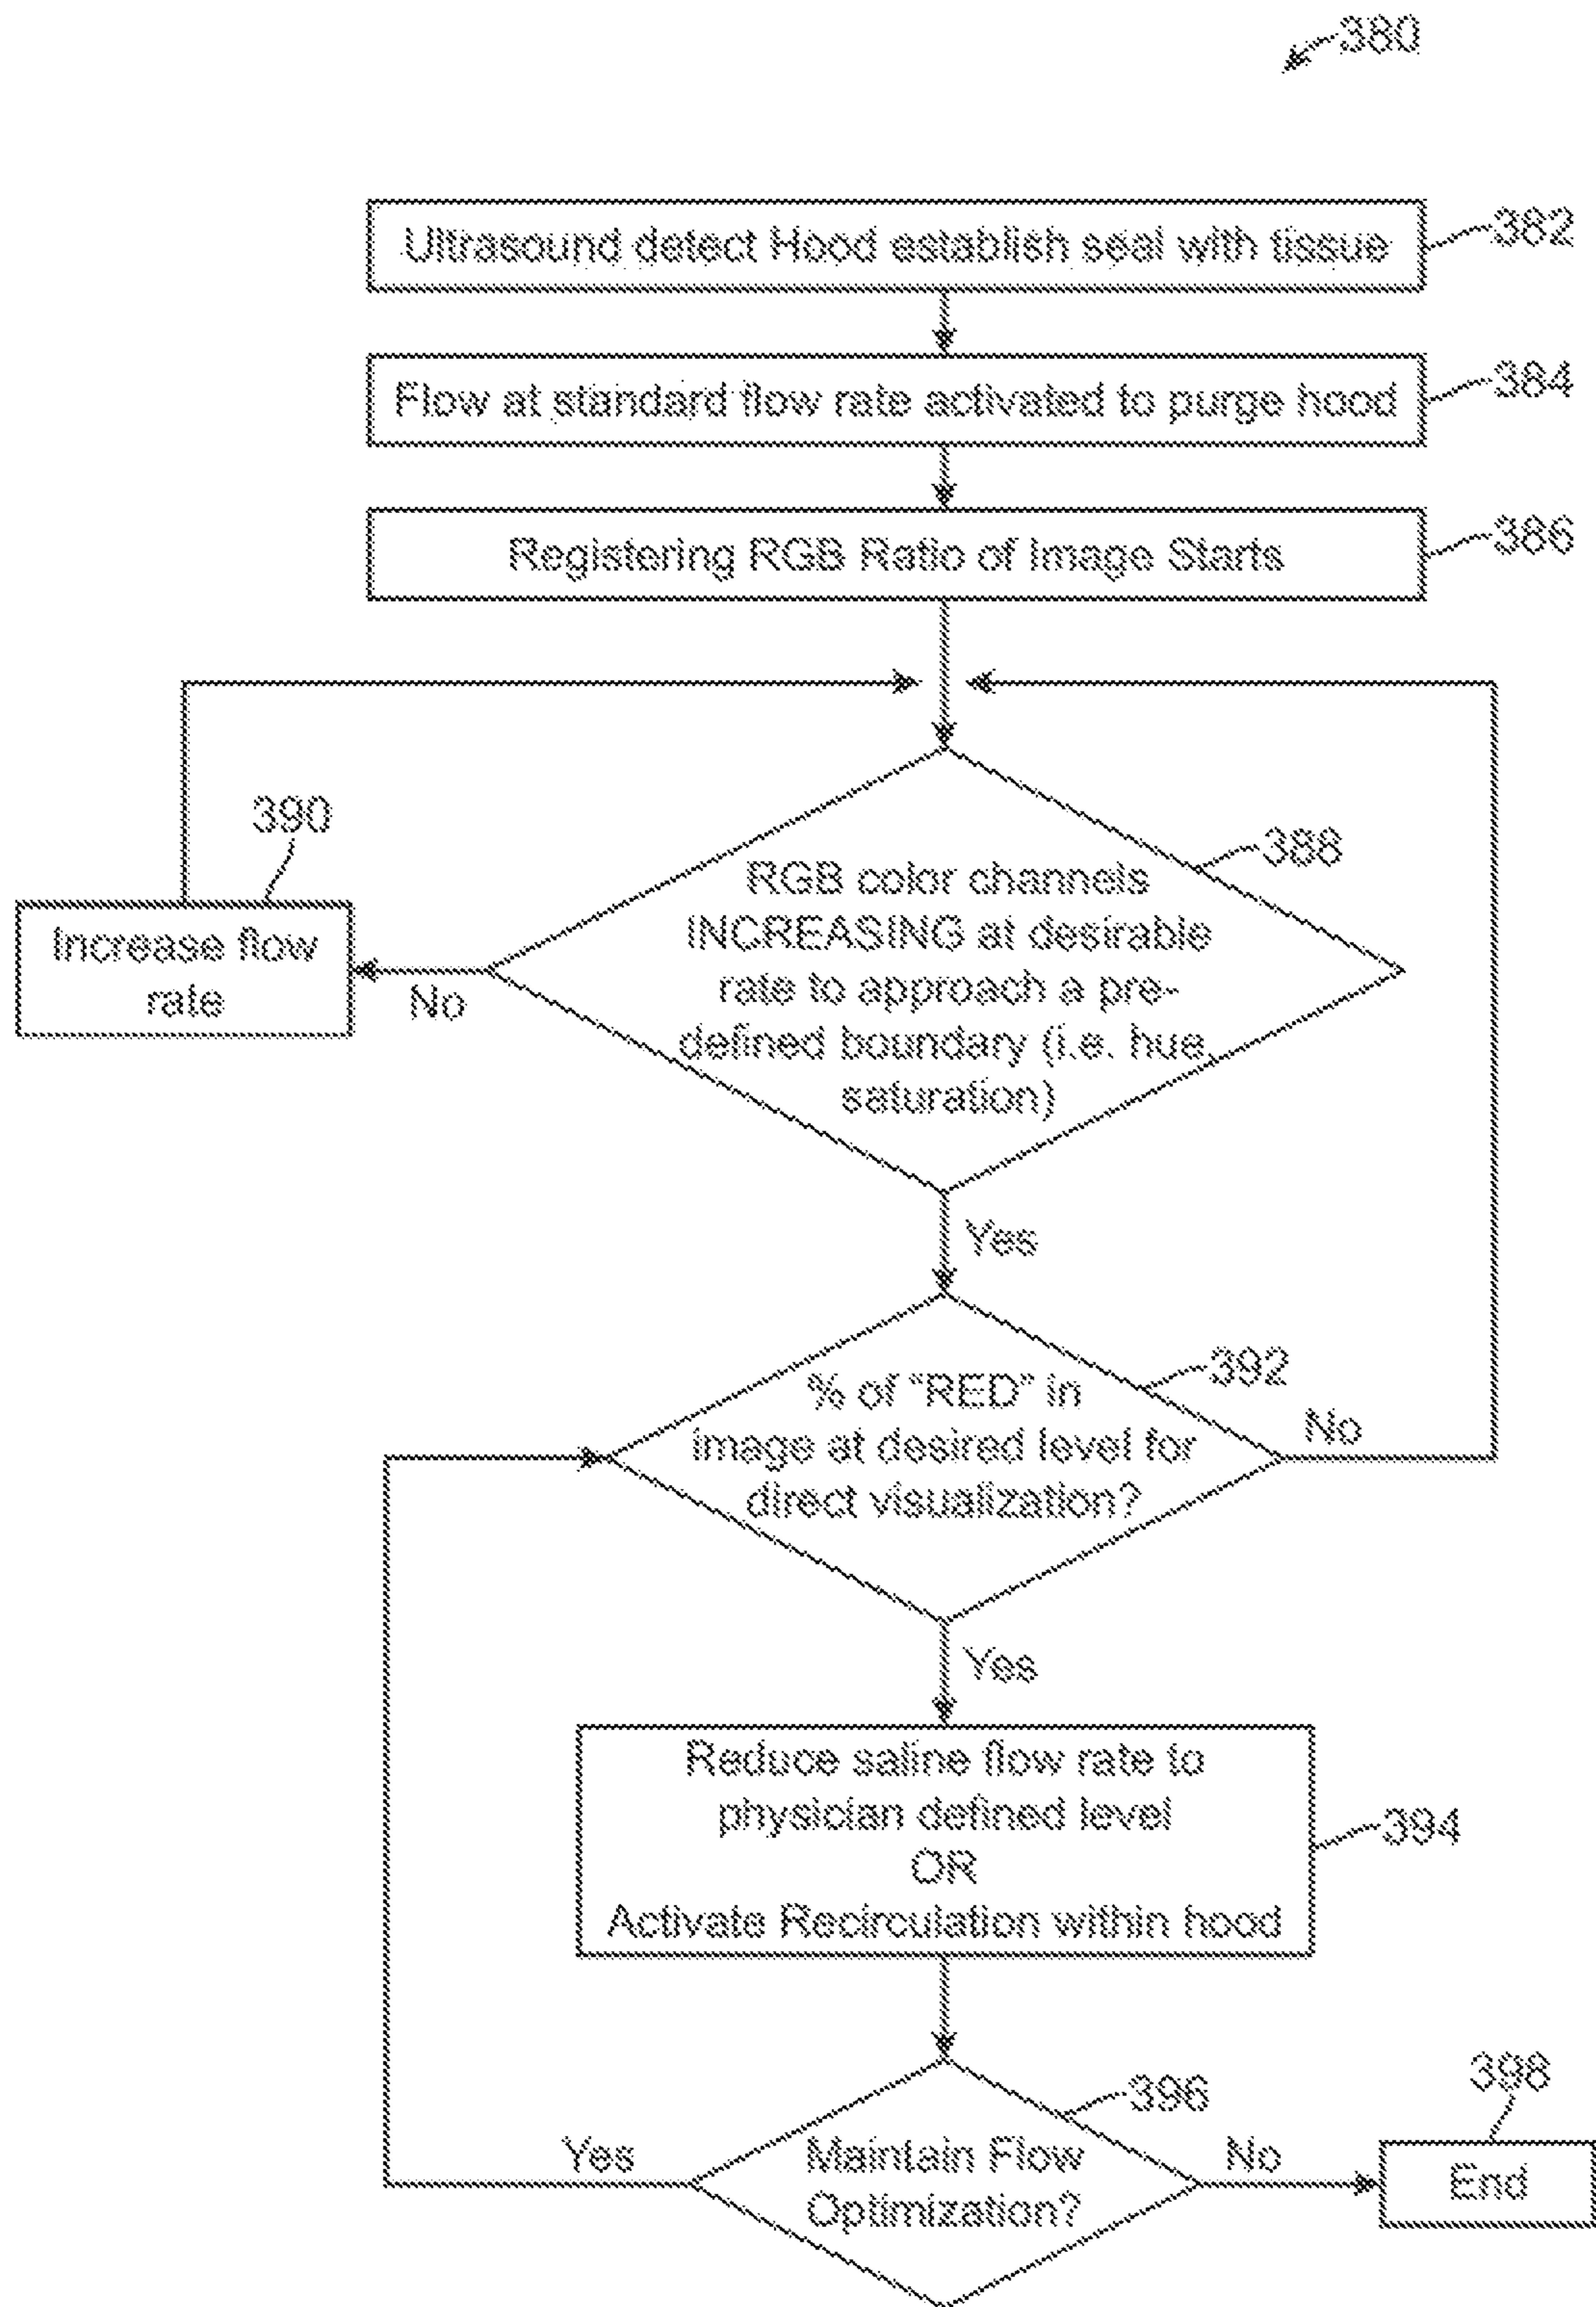 380
Ultrasound detect Hood establish seal with tissue
382
Flow at standard flow rate activated to purge hood
384
Registering RGB Ratio of Image Starts
386
390
388
RGB color channels
INCREASING at desirable
rate to approach a pre-
defined boundary (i.e. hue,
saturation)
Increase flow
rate
No
Yes
392
% of “RED” in
image at desired level for
direct visualization?
No
Yes
Reduce saline flow rate to
physician defined level
OR
Activate Recirculation within hood
394
396
398
Maintain Flow
Optimization?
Yes
No
End